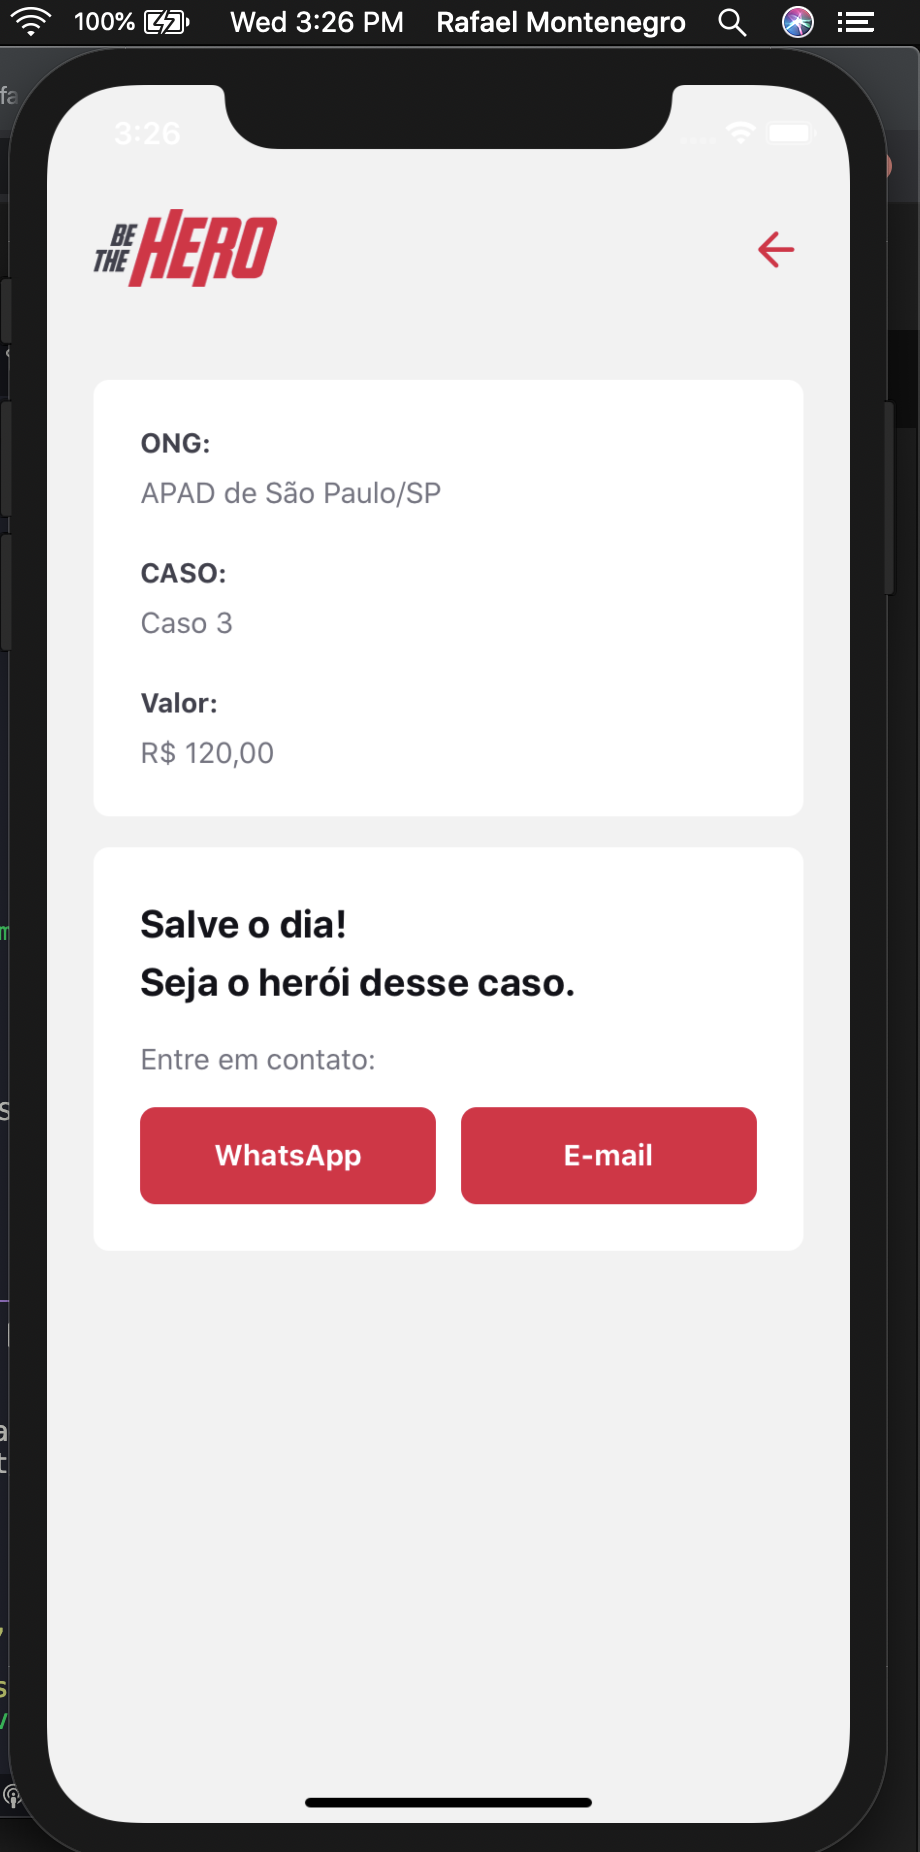 100% Wed 3:26 PM Rafael Montenegro
fa
3:26
BE THE HERO
ONG:
APAD de São Paulo/SP
CASO:
Caso 3
Valor:
R$ 120,00
Salve o dia!
Seja o herói desse caso.
Entre em contato:
WhatsApp E-mail